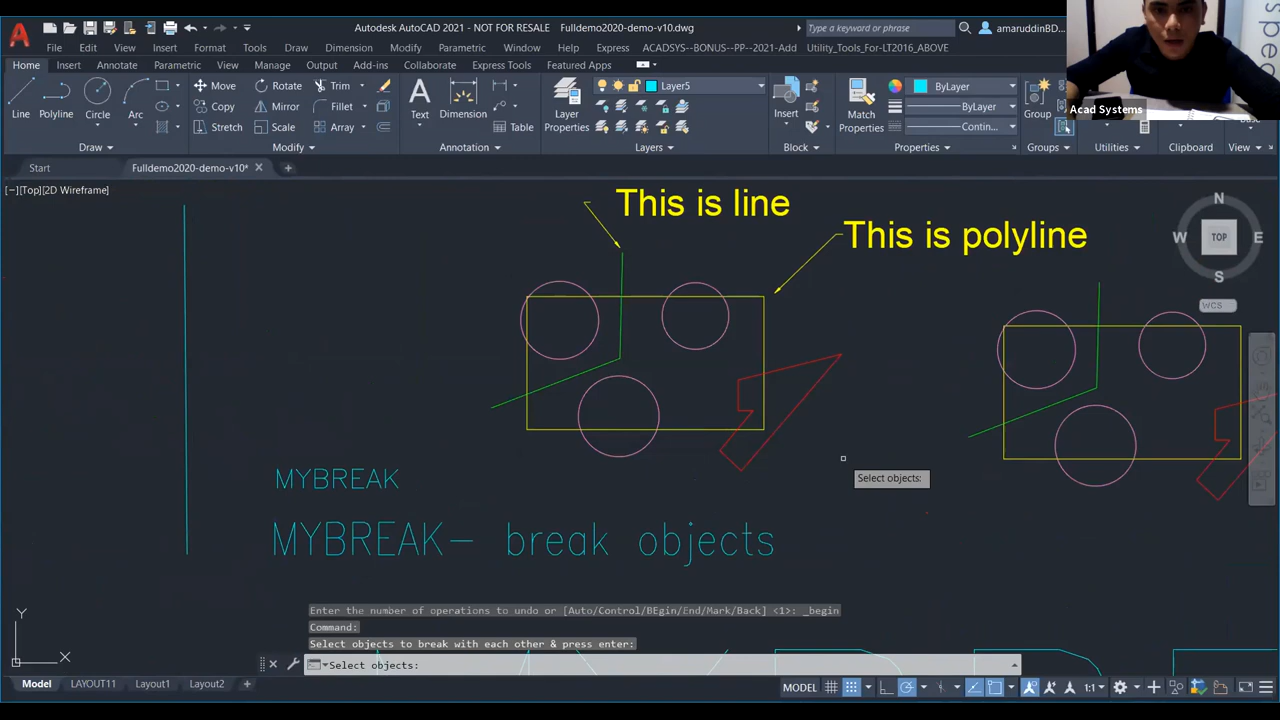 Autodesk AutoCAD 2021 - NOT FOR RESALE Fulldemo2020-demo-v10.dwg
Type a keyword or phrase
amaruddinBD...
File Edit View Insert Format Tools Draw Dimension Modify Parametric Window Help Express ACADSYS--BONUS--PP--2021-Add Utility_Tools_For-LT2016_ABOVE
Home Insert Annotate Parametric View Manage Output Add-ins Collaborate Express Tools Featured Apps
Acad Systems
Line Polyline Circle Arc
Move Rotate Trim
Copy Mirror Fillet
Stretch Scale Array
Text Dimension Table
Layer Properties
Layer5
Insert
Match Properties
ByLayer
ByLayer
Contin...
Group
Draw Modify Annotation Layers Block Properties Groups Utilities Clipboard View
Start Fulldemo2020-demo-v10*
[−][Top][2D Wireframe]
This is line
This is polyline
N
W TOP E
S
WCS
Select objects:
MYBREAK
MYBREAK- break objects
Enter the number of operations to undo or [Auto/Control/BEgin/End/Mark/Back] <1>: _begin
Command:
Select objects to break with each other & press enter:
Select objects:
Y
X
Model LAYOUT11 Layout1 Layout2
MODEL 1:1